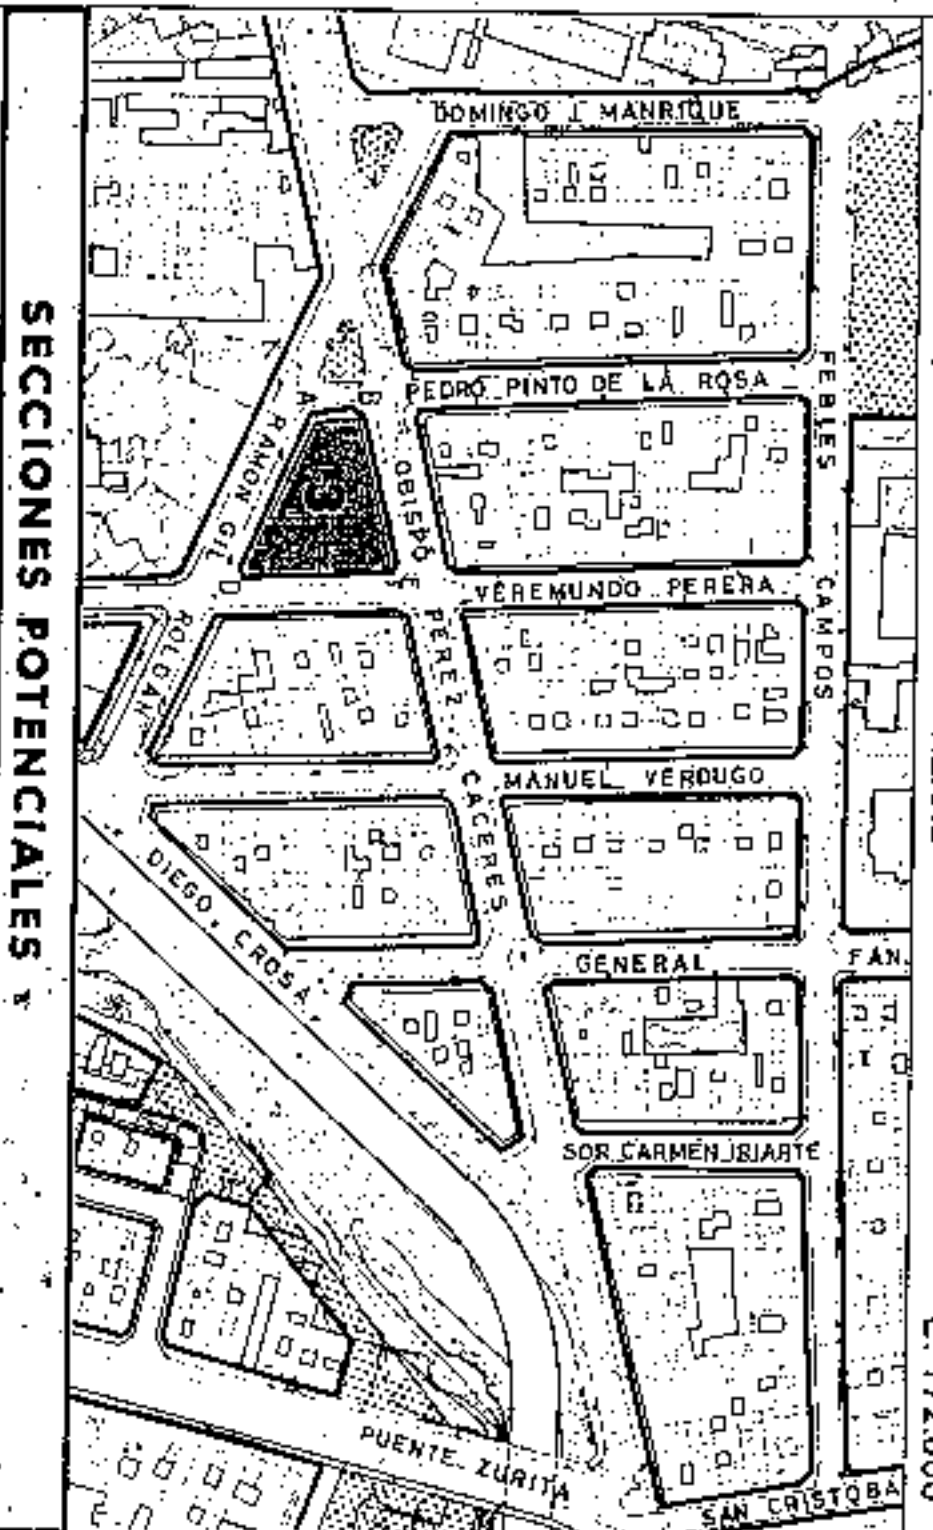 SECCIONES POTENCIALES
DOMINGO J MANRIQUE
PEDRO PINTO DE LA ROSA
FEBLES CAMPOS
A
B
13
RAMON GIL ROLDAN
OBISPO PEREZ CACERES
VEREMUNDO PERERA
MANUEL VERDUGO
DIEGO CROSA
GENERAL
FAN
SOR CARMEN IRIARTE
PUENTE ZURITA
SAN CRISTOBA